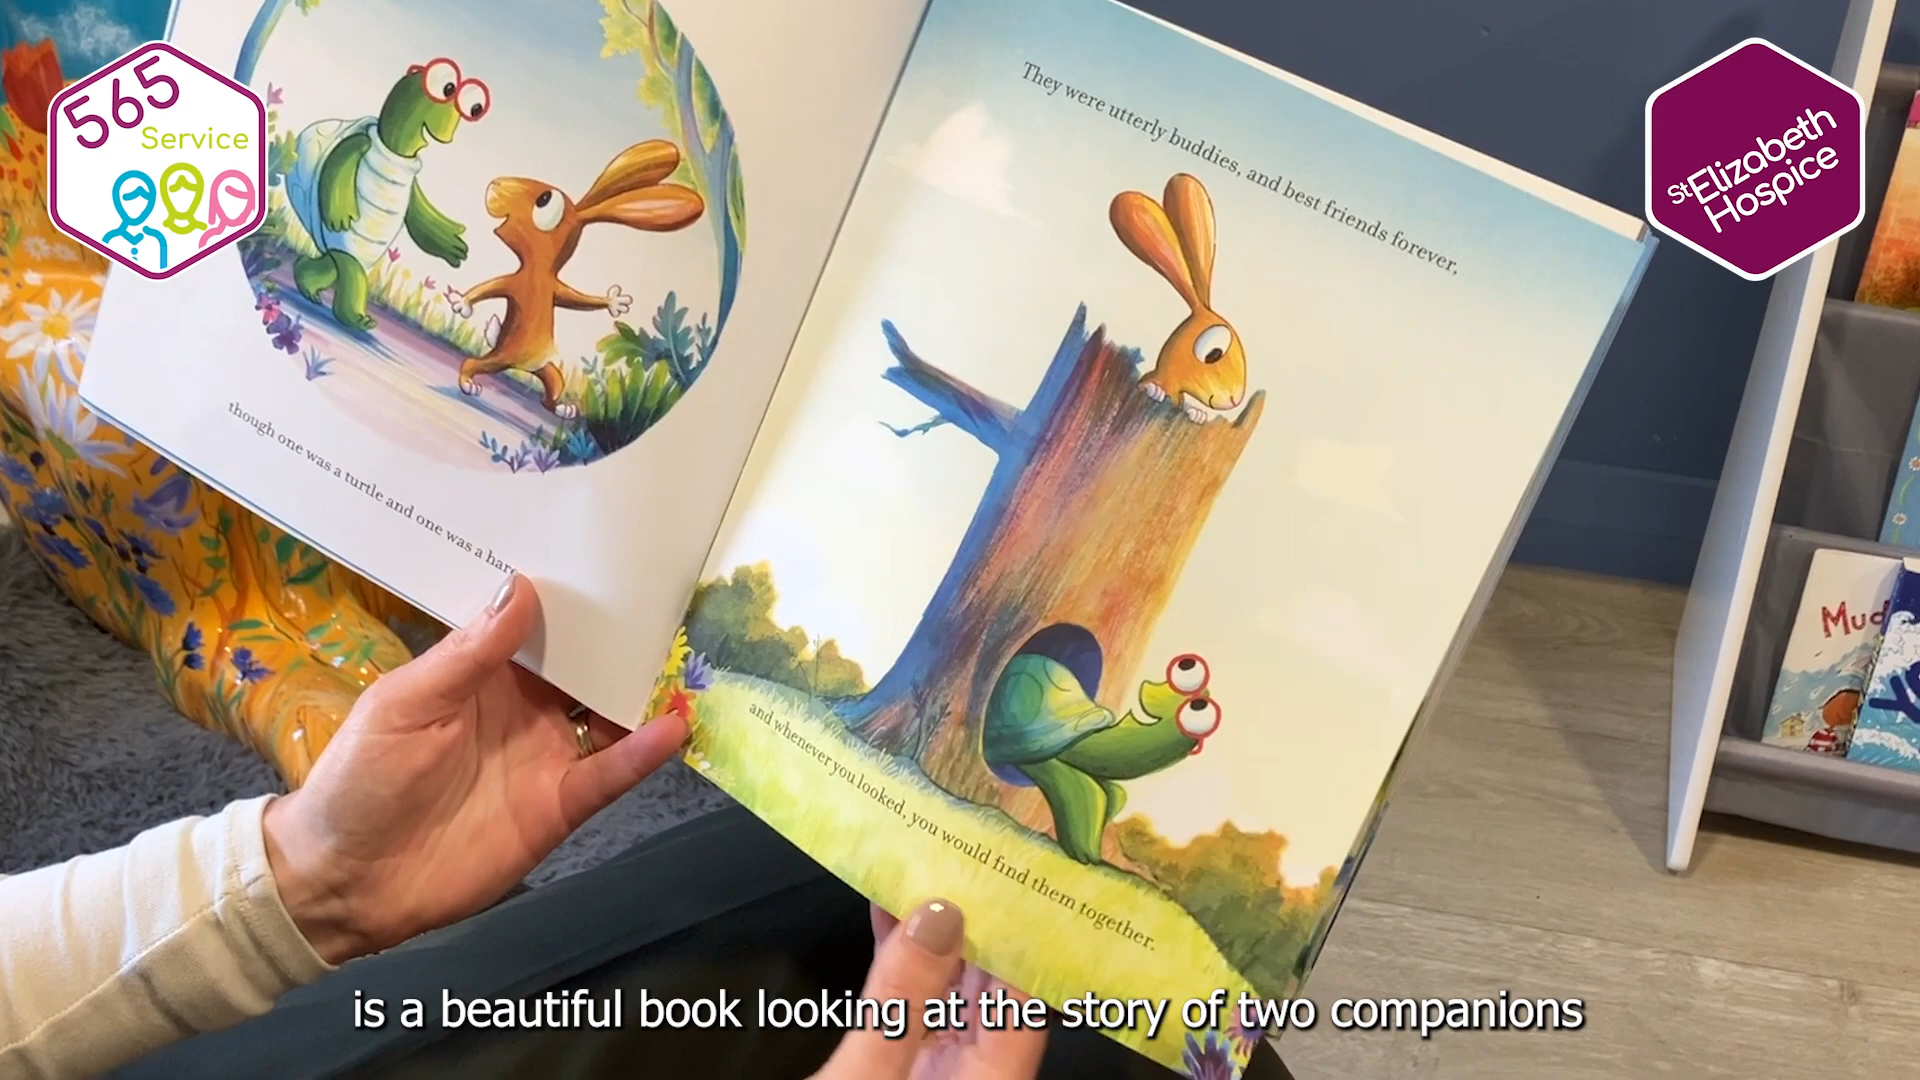 565
Service
St Elizabeth
Hospice
though one was a turtle and one was a hare
They were utterly buddies, and best friends forever,
and whenever you looked, you would find them together.
Mud
is a beautiful book looking at the story of two companions